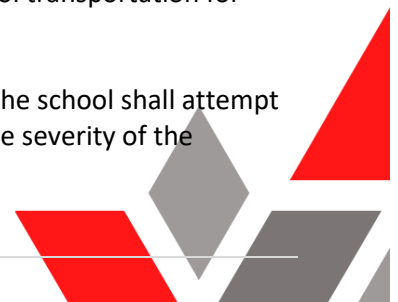 transportation for
he school shall attempt
e severity of the